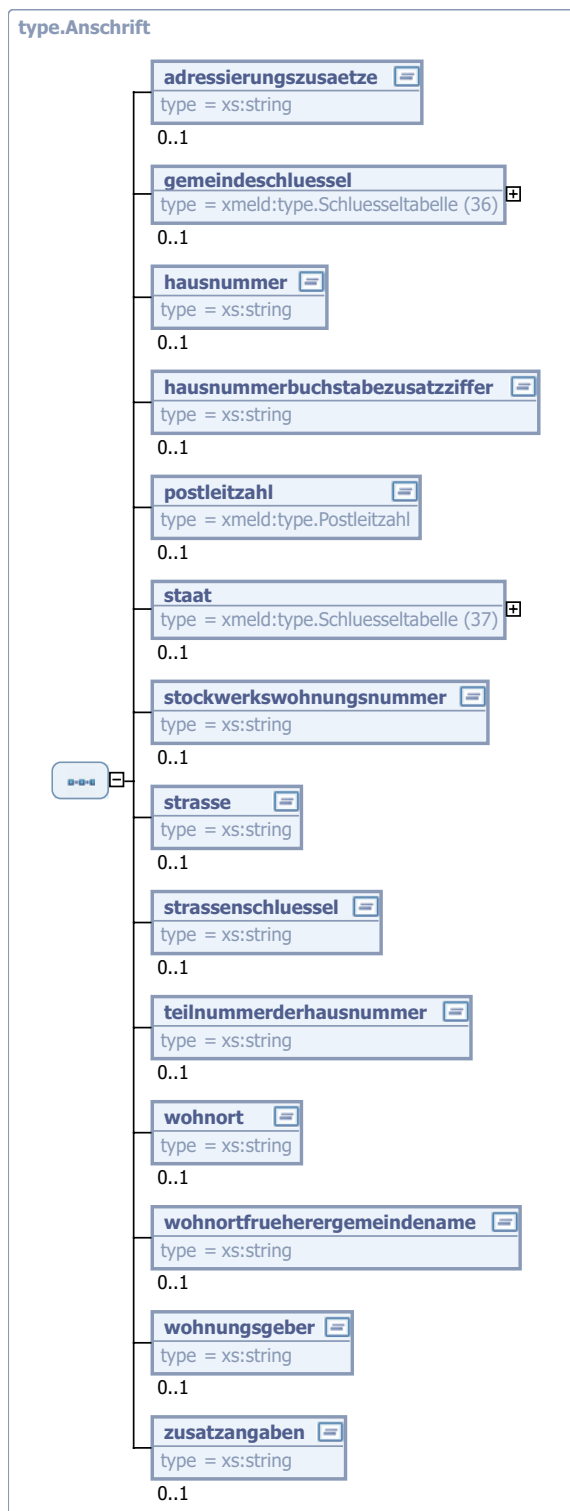 type.Anschrift
adressierungszusaetze
type = xs:string
0..1
gemeindeschluessel
type = xmeld:type.Schluesseltabelle (36)
0..1
hausnummer
type = xs:string
0..1
hausnummerbuchstabezusatzziffer
type = xs:string
0..1
postleitzahl
type = xmeld:type.Postleitzahl
0..1
staat
type = xmeld:type.Schluesseltabelle (37)
0..1
stockwerkswohnungsnummer
type = xs:string
0..1
strasse
type = xs:string
0..1
strassenschluessel
type = xs:string
0..1
teilnummerderhausnummer
type = xs:string
0..1
wohnort
type = xs:string
0..1
wohnortfrueherergemeindename
type = xs:string
0..1
wohnungsgeber
type = xs:string
0..1
zusatzangaben
type = xs:string
0..1